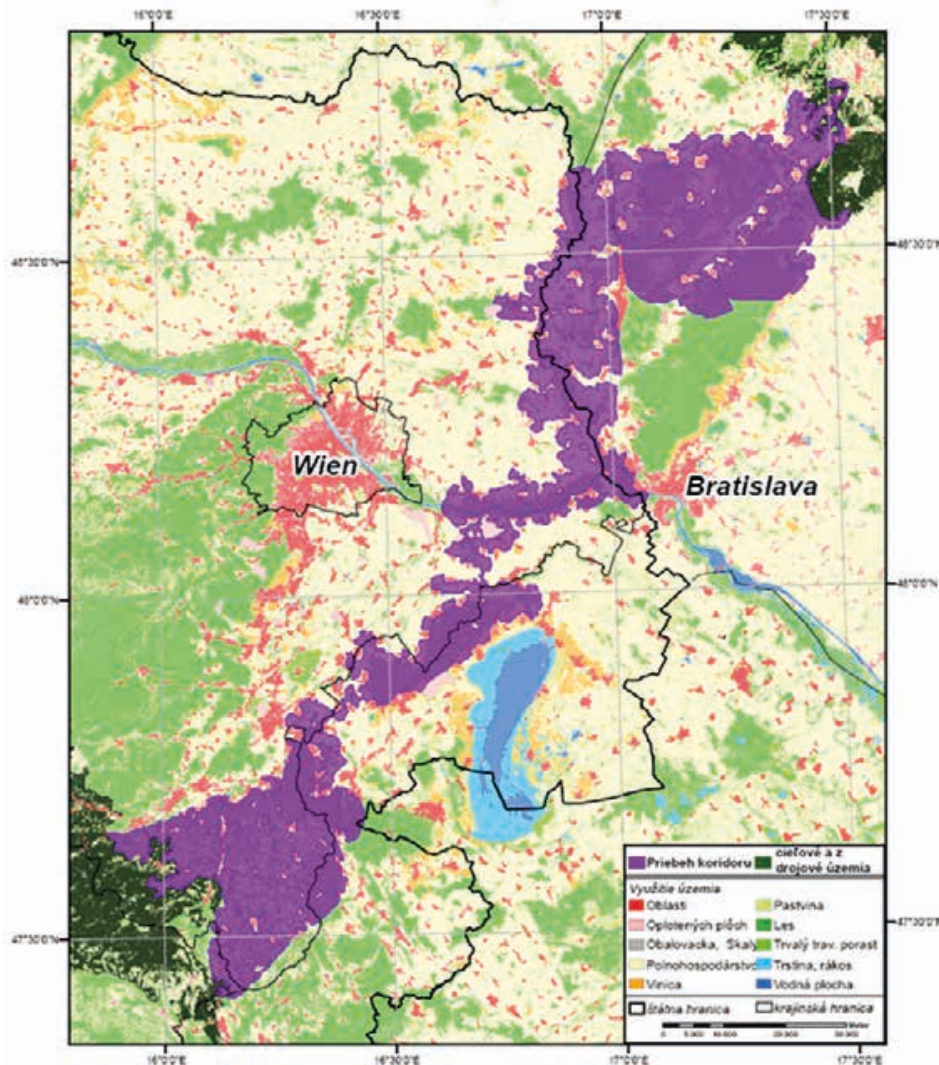 16°0'0"
16°30'0"
17°0'0"
17°30'0"
48°30'0"N
48°0'0"N
47°30'0"N
48°0'0"N
47°30'0"N
Wien
Bratislava
Priebeh koridoru
cieľové a z
drojové územia
Využitie územia
Oblasti
Pastvina
Oplotených plôch
Les
Obalovacka, Skaly
Trvalý trav. porast
Poľnohospodárstvo
Trstina, rákos
Vinica
Vodná plocha
štátna hranica
krajinská hranica
16°0'0"E
16°30'0"E
17°0'0"E
17°30'0"E